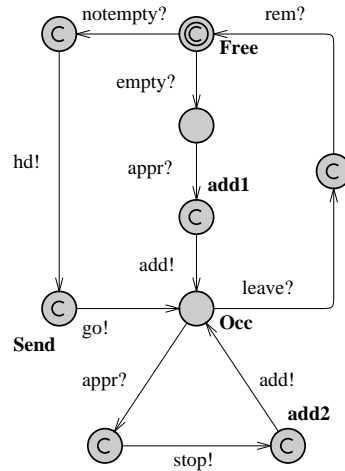 notempty?
rem?
C
C
Free
empty?
hd!
appr?
C
add1
C
add!
leave?
C
Send
go!
Occ
appr?
add!
add2
C
C
stop!